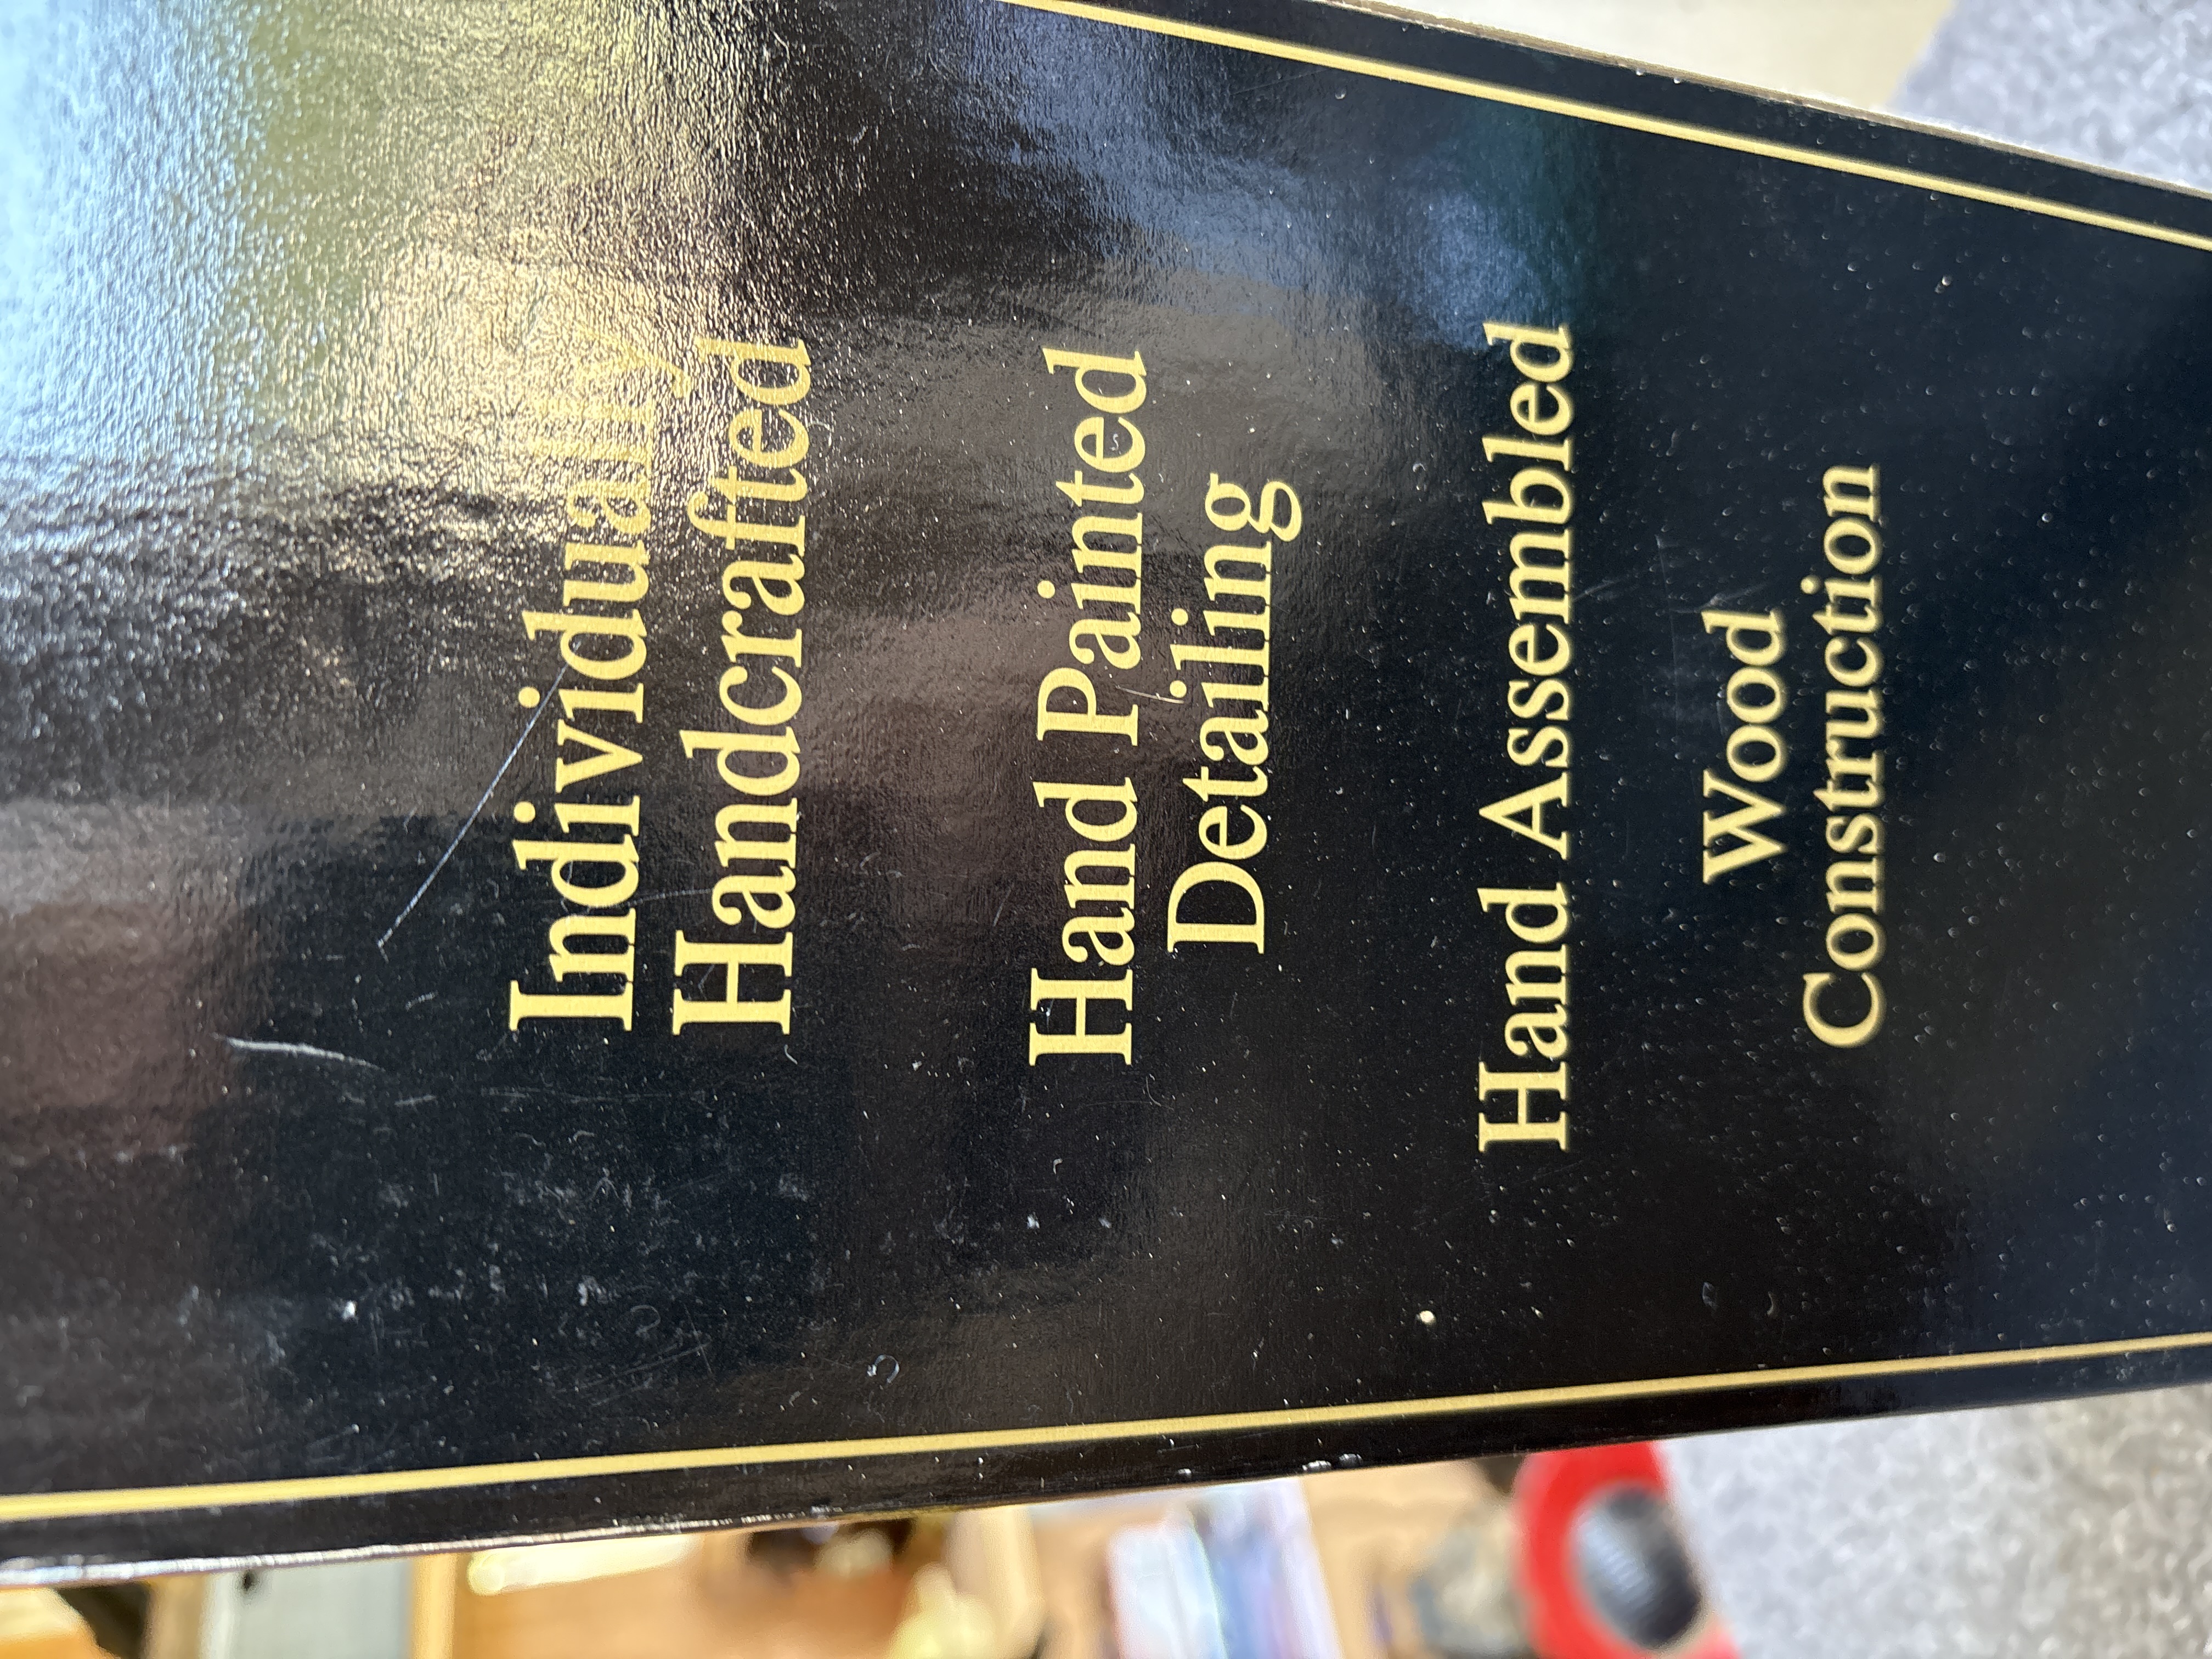 Individually
Handcrafted
Hand Painted
Detailing
Hand Assembled
Wood
Construction